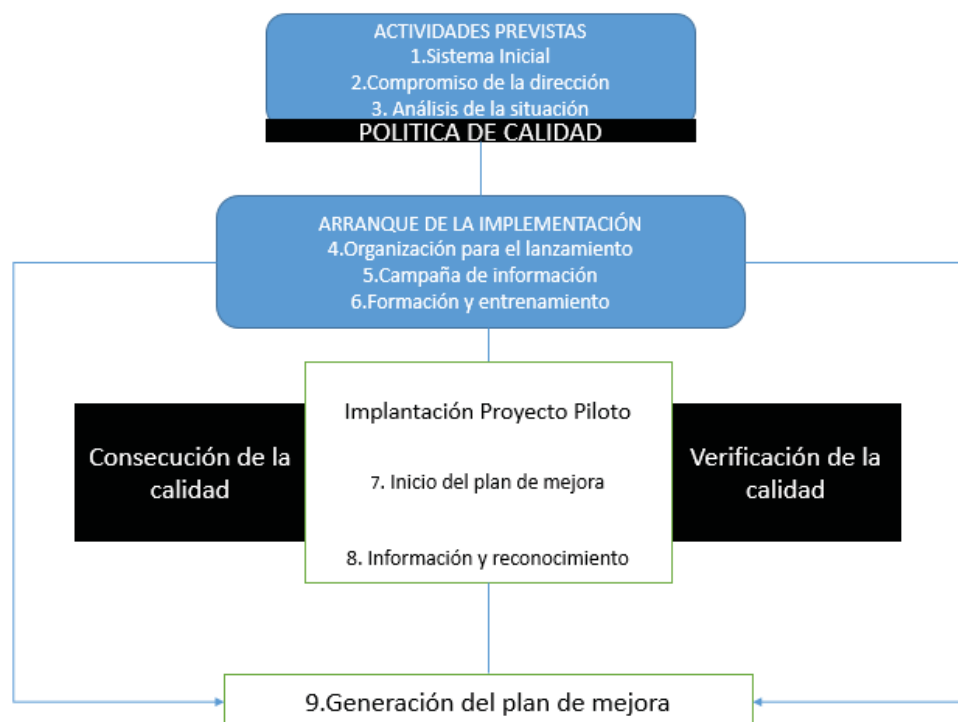 ACTIVIDADES PREVISTAS
1.Sistema Inicial
2.Compromiso de la dirección
3. Análisis de la situación
POLITICA DE CALIDAD
ARRANQUE DE LA IMPLEMENTACIÓN
4.Organización para el lanzamiento
5.Campaña de información
6.Formación y entrenamiento
Consecución de la
calidad
Implantación Proyecto Piloto
7. Inicio del plan de mejora
8. Información y reconocimiento
Verificación de la
calidad
9.Generación del plan de mejora